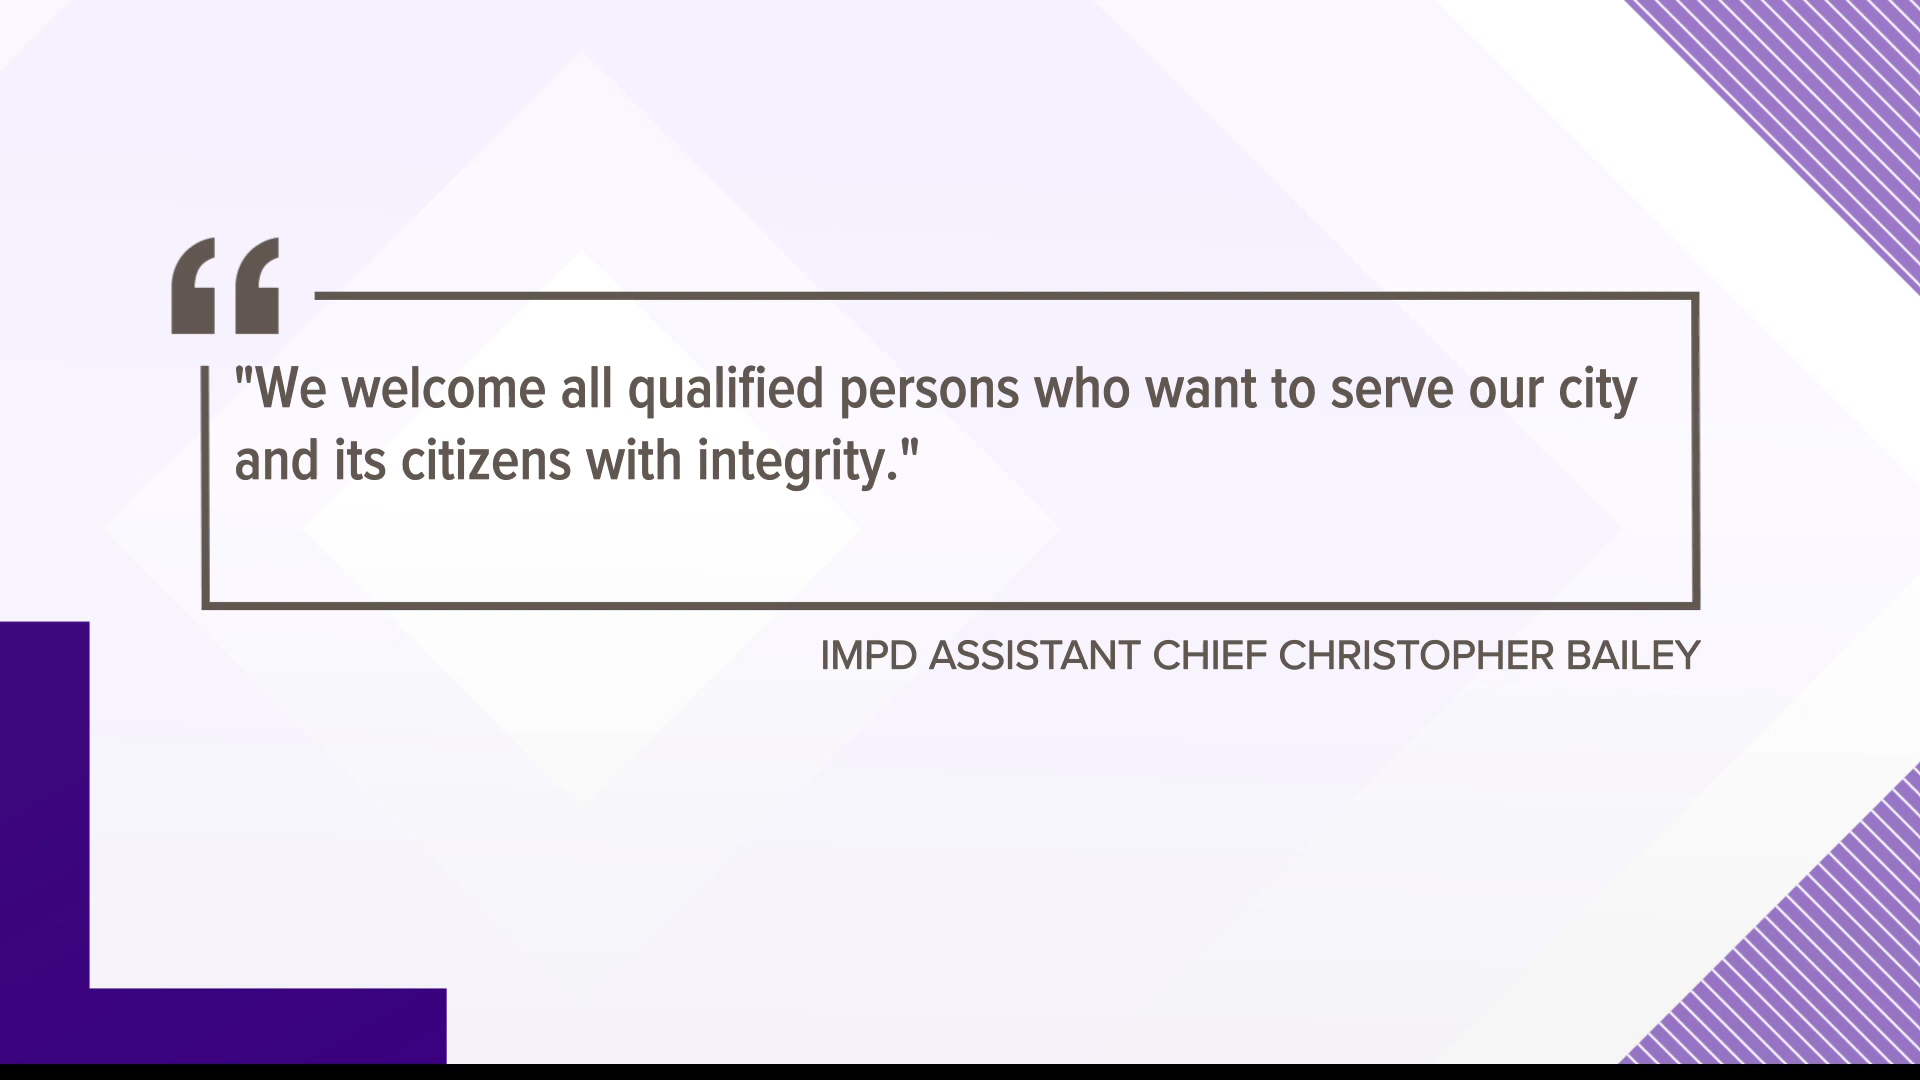 "We welcome all qualified persons who want to serve our city
and its citizens with integrity."
IMPD ASSISTANT CHIEF CHRISTOPHER BAILEY